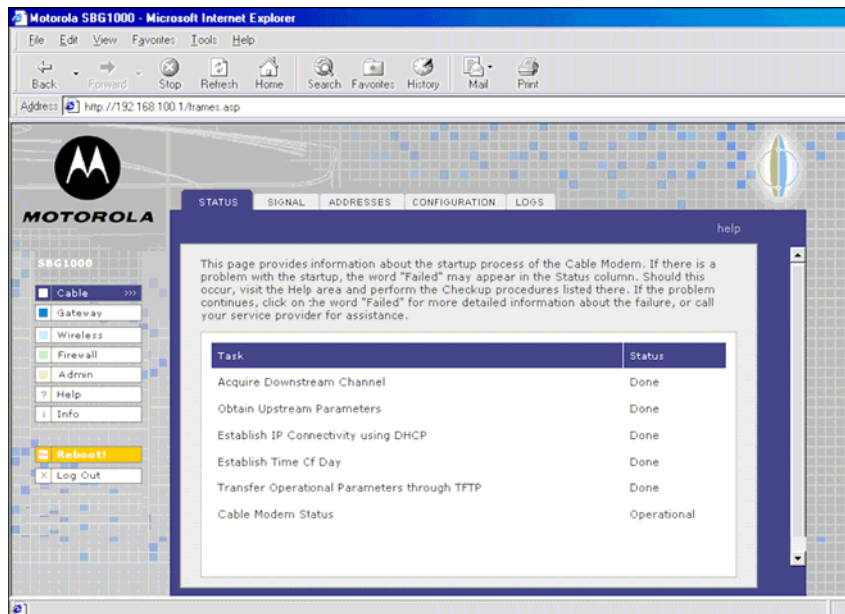 Motorola SBG1000 - Microsoft Internet Explorer
File Edit View Favorites Tools Help
Back Forward Stop Refresh Home Search Favorites History Mail Print
Address http://192.168.100.1/frames.asp
MOTOROLA
STATUS SIGNAL ADDRESSES CONFIGURATION LOGS
help
SBG1000
Cable >>>
Gateway
Wireless
Firewall
Admin
? Help
i Info
Reboot!
X Log Out
This page provides information about the startup process of the Cable Modem. If there is a
problem with the startup, the word "Failed" may appear in the Status column. Should this
occur, visit the Help area and perform the Checkup procedures listed there. If the problem
continues, click on the word "Failed" for more detailed information about the failure, or call
your service provider for assistance.
Task Status
Acquire Downstream Channel Done
Obtain Upstream Parameters Done
Establish IP Connectivity using DHCP Done
Establish Time Cf Day Done
Transfer Operational Parameters through TFTP Done
Cable Modem Status Operational